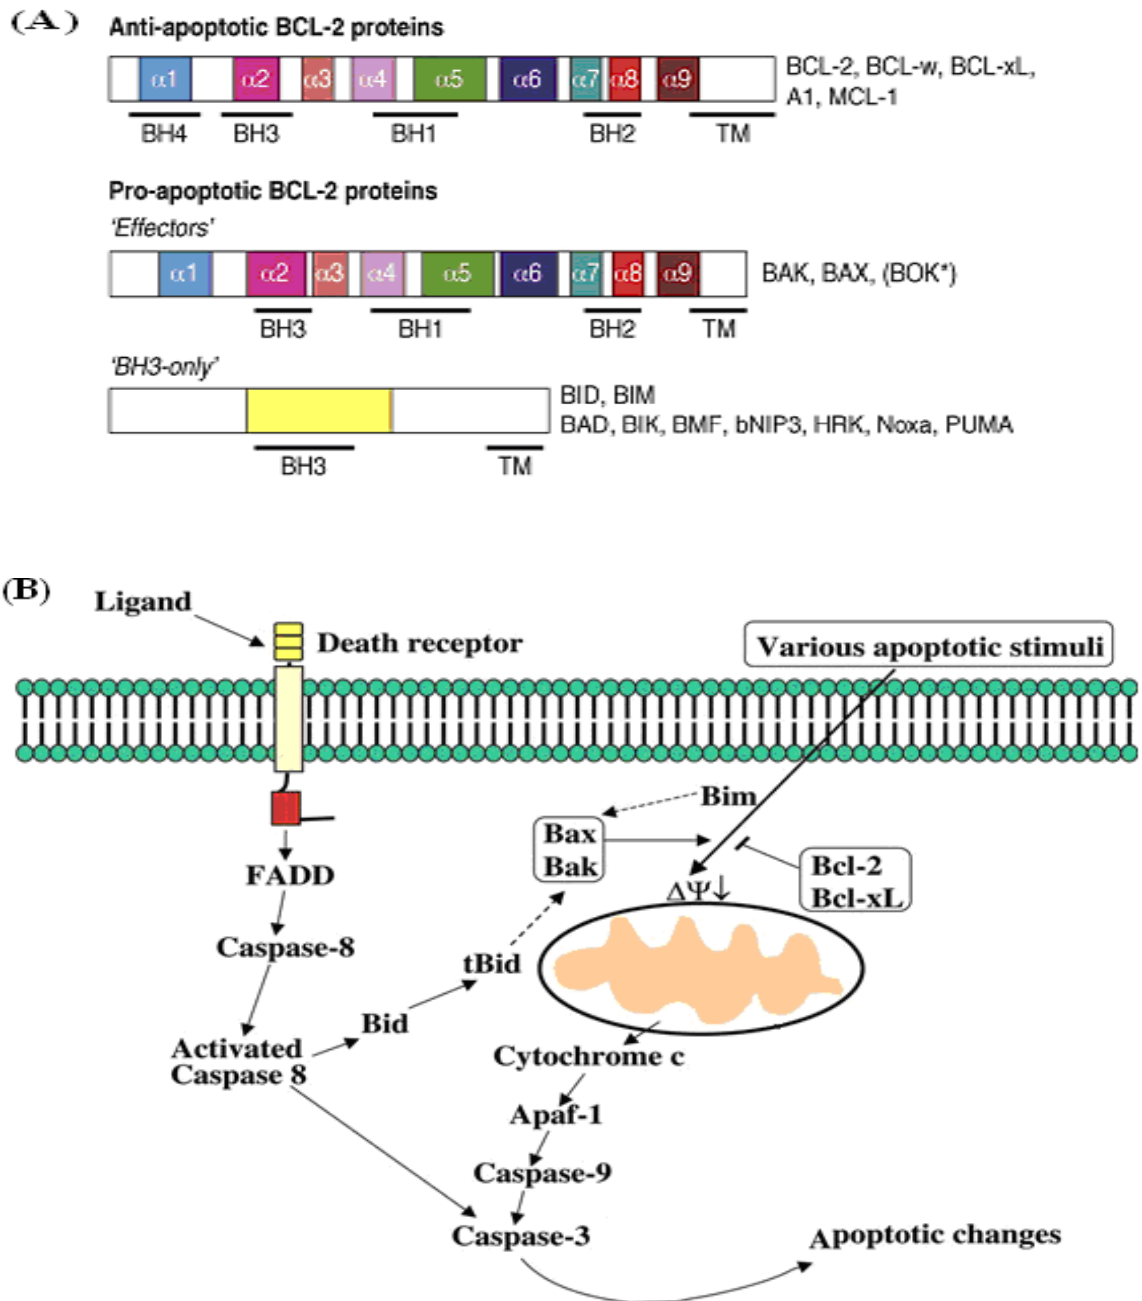 (A)
Anti-apoptotic BCL-2 proteins
α1 α2 α3 α4 α5 α6 α7 α8 α9
BCL-2, BCL-w, BCL-xL,
A1, MCL-1
BH4 BH3 BH1 BH2 TM
Pro-apoptotic BCL-2 proteins
'Effectors'
α1 α2 α3 α4 α5 α6 α7 α8 α9
BAK, BAX, (BOK*)
BH3 BH1 BH2 TM
'BH3-only'
BID, BIM
BAD, BIK, BMF, bNIP3, HRK, Noxa, PUMA
BH3 TM
(B)
Ligand
Death receptor
Various apoptotic stimuli
Bim
Bax
Bak
Bcl-2
Bcl-xL
ΔΨ↓
FADD
Caspase-8
tBid
Bid
Activated
Caspase 8
Cytochrome c
Apaf-1
Caspase-9
Caspase-3
Apoptotic changes